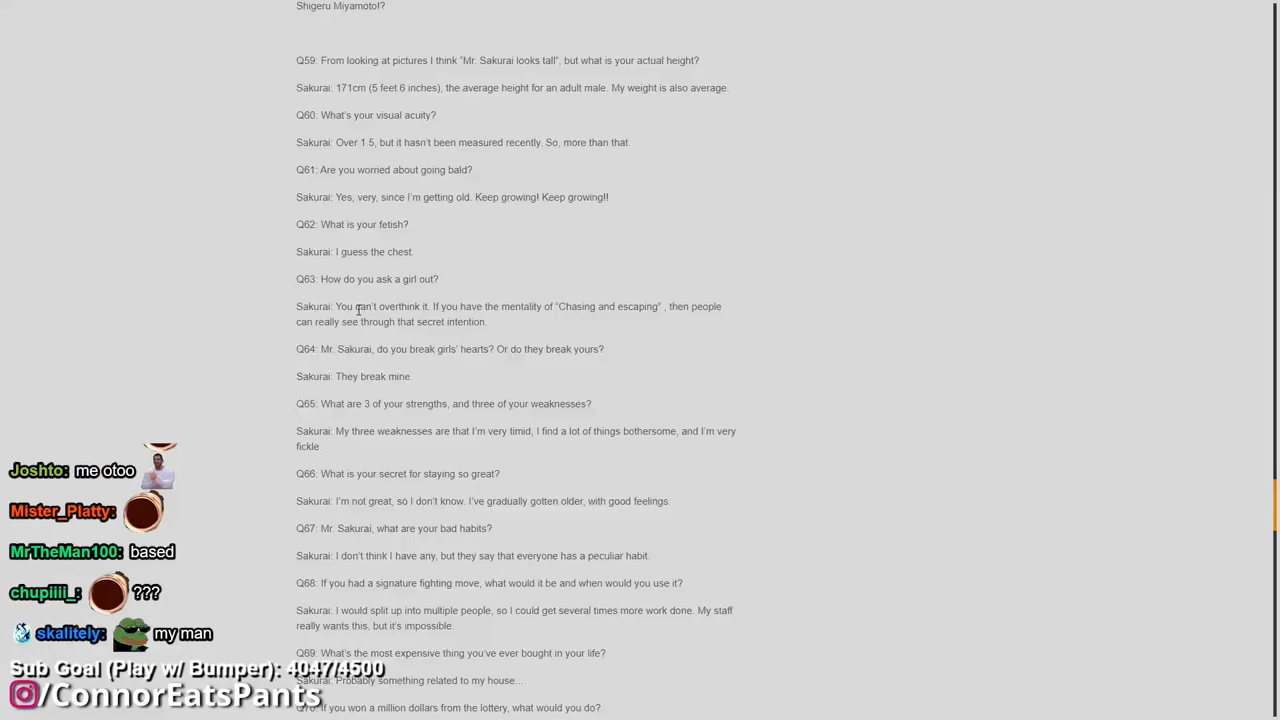 Shigeru Miyamoto!?
Q59: From looking at pictures I think "Mr. Sakurai looks tall", but what is your actual height?
Sakurai: 171cm (5 feet 6 inches), the average height for an adult male. My weight is also average.
Q60. What's your visual acuity?
Sakurai: Over 1.5, but it hasn't been measured recently. So, more than that.
Q61: Are you worried about going bald?
Sakurai: Yes, very, since I'm getting old. Keep growing! Keep growing!!
Q62: What is your fetish?
Sakurai: I guess the chest.
Q63: How do you ask a girl out?
Sakurai: You can't overthink it. If you have the mentality of "Chasing and escaping" , then people
can really see through that secret intention.
Q64: Mr. Sakurai, do you break girls' hearts? Or do they break yours?
Sakurai: They break mine.
Q65: What are 3 of your strengths, and three of your weaknesses?
Sakurai: My three weaknesses are that I'm very timid, I find a lot of things bothersome, and I'm very
fickle.
Q66: What is your secret for staying so great?
Sakurai: I'm not great, so I don't know. I've gradually gotten older, with good feelings.
Q67: Mr. Sakurai, what are your bad habits?
Sakurai: I don't think I have any, but they say that everyone has a peculiar habit.
Q68: If you had a signature fighting move, what would it be and when would you use it?
Sakurai: I would split up into multiple people, so I could get several times more work done. My staff
really wants this, but it's impossible.
Q69: What's the most expensive thing you've ever bought in your life?
Sakurai: Probably something related to my house…
Q70: If you won a million dollars from the lottery, what would you do?
Joshto: me otoo
Mister_Platty:
MrTheMan100: based
chupiiii_: ???
skalitely: my man
Sub Goal (Play w/ Bumper): 4047/4500
/ConnorEatsPants